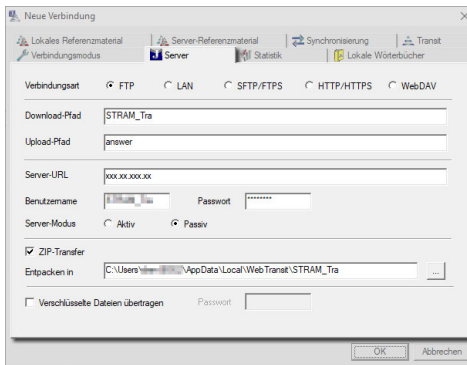 Neue Verbindung
Lokales Referenzmaterial Server-Referenzmaterial Synchronisierung Transit
Verbindungsmodus Server Statistik Lokale Wörterbücher
Verbindungsart FTP LAN SFTP/FTPS HTTP/HTTPS WebDAV
Download-Pfad STRAM_Tra
Upload-Pfad answer
Server-URL xxx.xx.xxx.xx
Benutzername Passwort ********
Server-Modus Aktiv Passiv
ZIP-Transfer
Entpacken in C:\Users\ \AppData\Local\WebTransit\STRAM_Tra ...
Verschlüsselte Dateien übertragen Passwort
OK Abbrechen